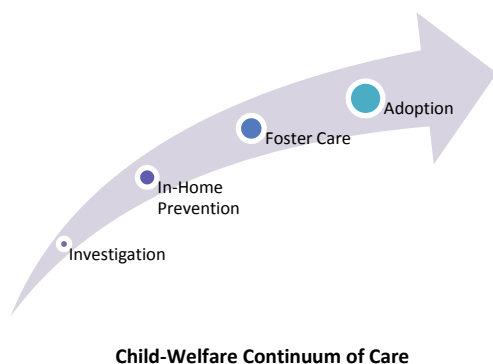 Adoption
Foster Care
In-Home
Prevention
Investigation
Child-Welfare Continuum of Care